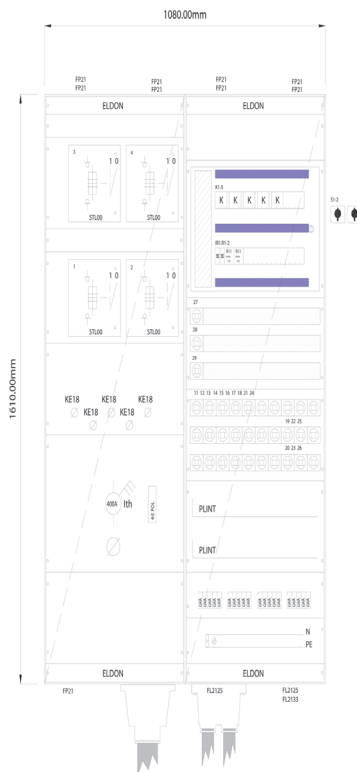 1080.00mm
FP21 FP21 FP21 FP21
FP21 FP21 FP21 FP21
ELDON ELDON
3 4
1 0 1 0
STL00 STL00
K1-5
K K K K K
S1-2
1 2
1 0 1 0
STL00 STL00
27
28
29
1610.00mm
KE18 KE18 KE18
KE18 KE18
11 12 13 14 15 16 17 18 21 24
19 22 25
20 23 26
400A Ith
PLINT
PLINT
N
PE
ELDON ELDON
FP21 FL2125 FL2125
FL2133